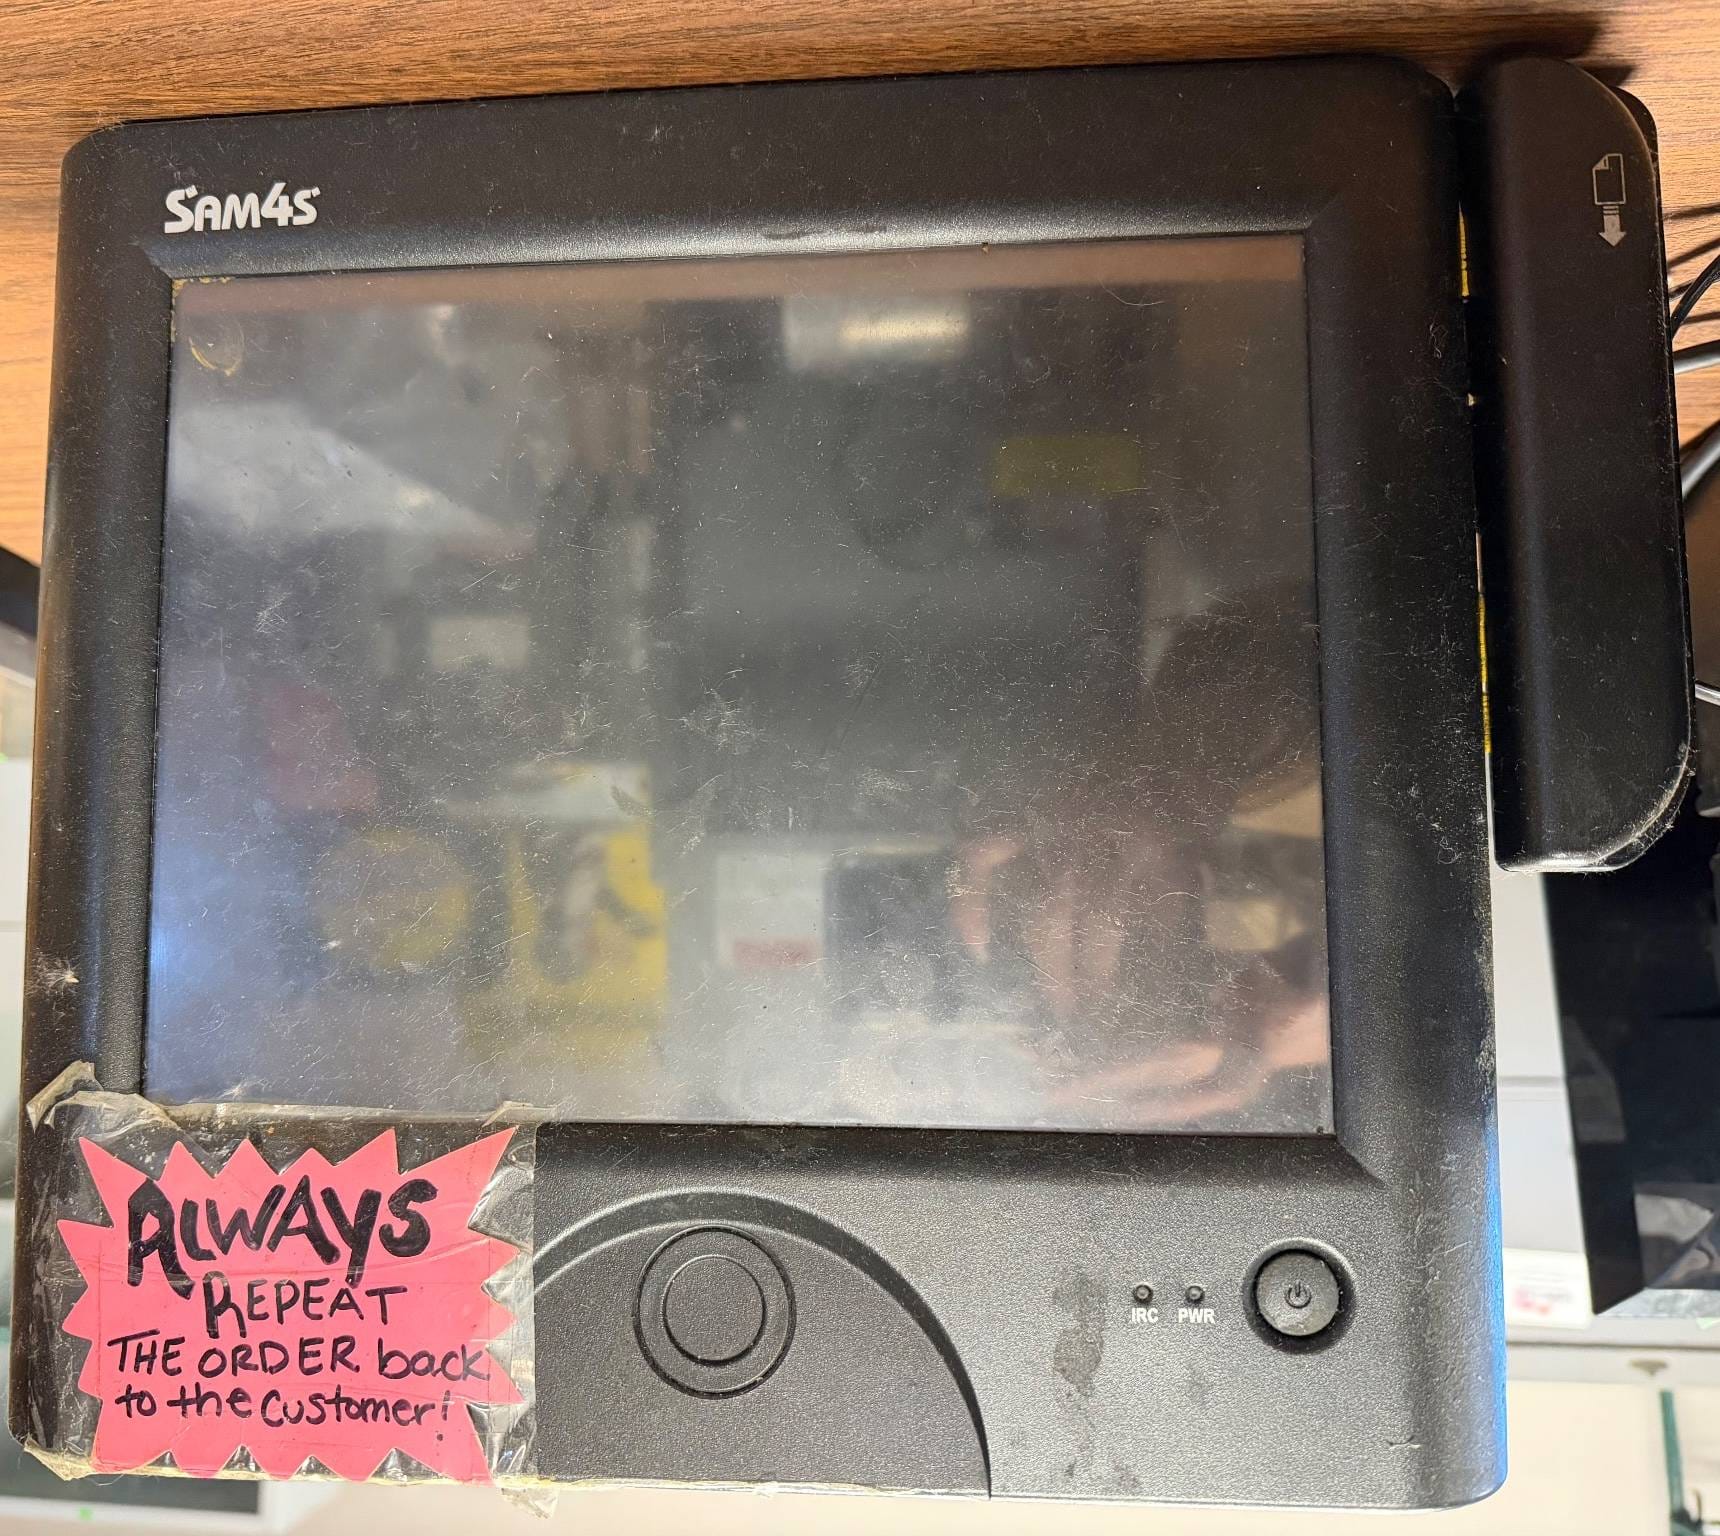 SAM4S
ALWAYS
REPEAT
THE ORDER back
to the customer!
IRC PWR